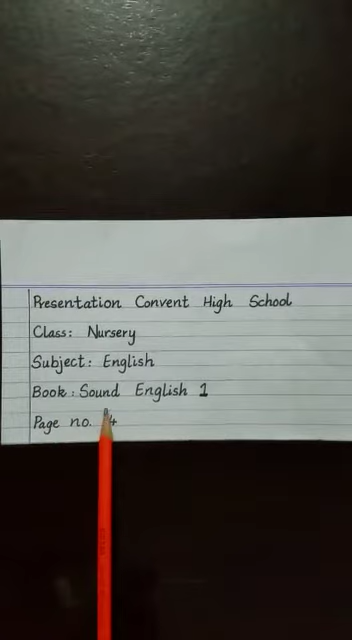 Presentation Convent High School
Class: Nursery
Subject: English
Book: Sound English 1
Page no.